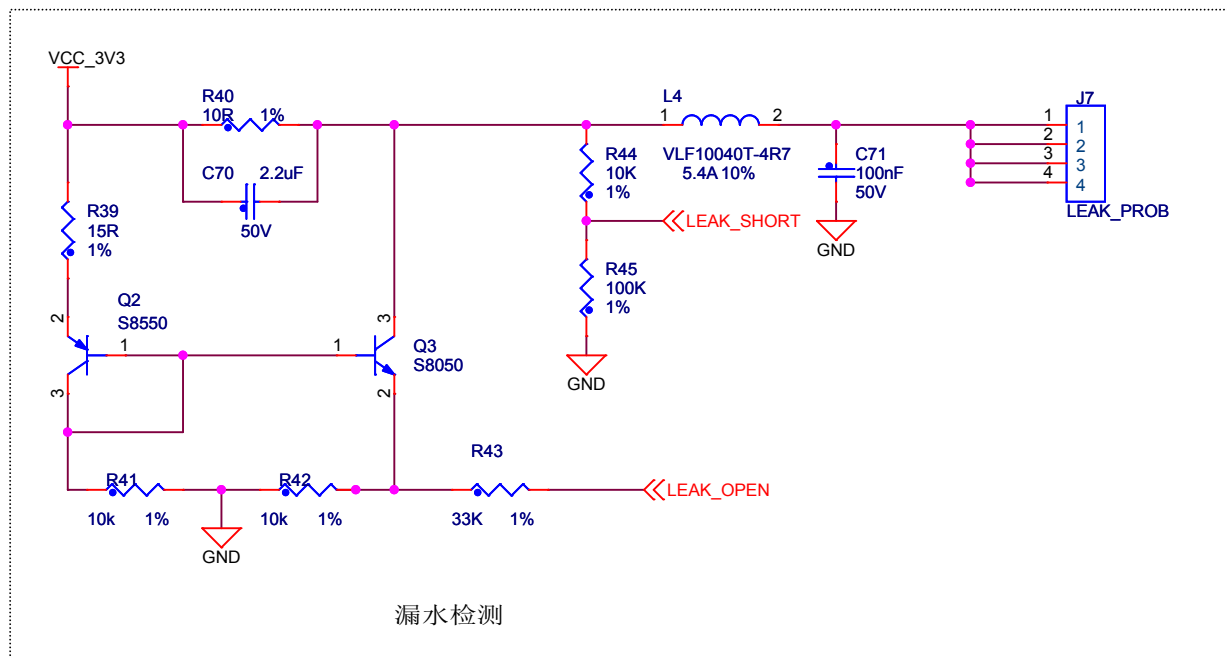 VCC_3V3
R40
10R 1%
C70 2.2uF
50V
R39
15R
1%
Q2
S8550
2
1
3
1
3
2
Q3
S8050
R44
10K
1%
LEAK_SHORT
R45
100K
1%
GND
L4
1 2
VLF10040T-4R7
5.4A 10%
C71
100nF
50V
GND
J7
1 1
2 2
3 3
4 4
LEAK_PROB
R41
10k 1%
GND
R42
10k 1%
R43
33K 1%
LEAK_OPEN
漏水检测